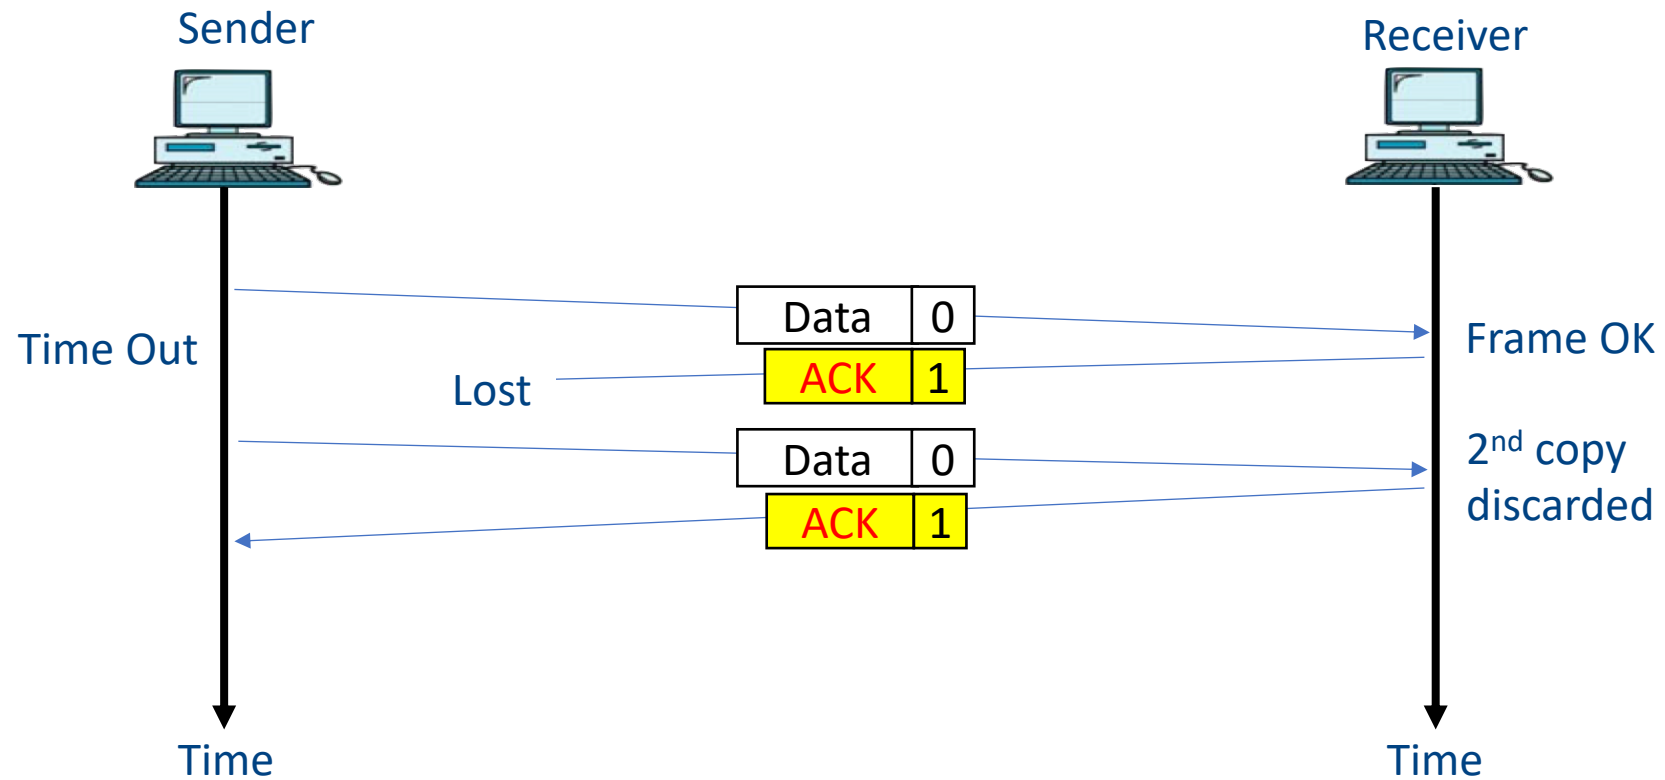 Sender
Receiver
Data 0
Time Out
Frame OK
Lost
ACK 1
Data 0
2nd copy
discarded
ACK 1
Time
Time